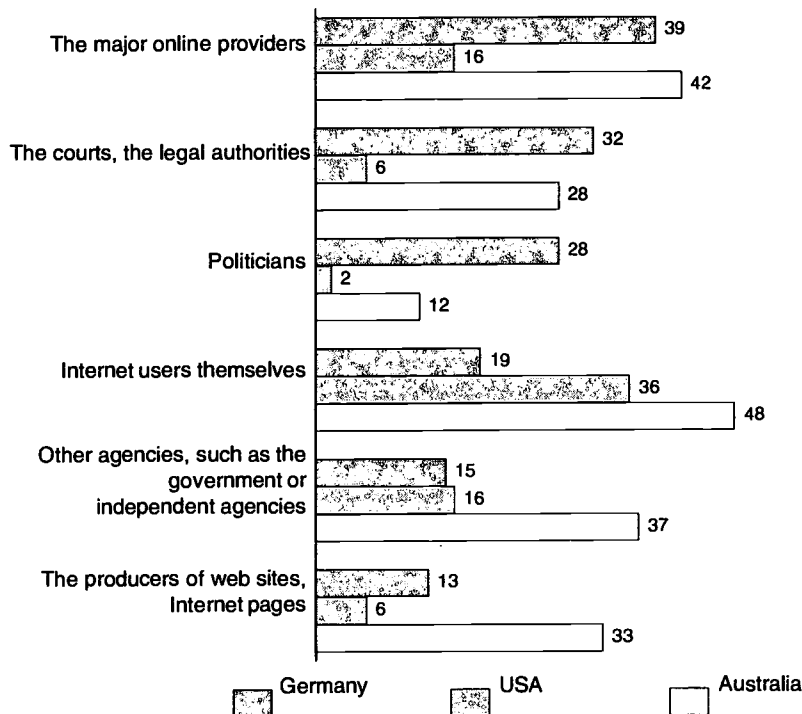 The major online providers
39
16
42
The courts, the legal authorities
32
6
28
Politicians
28
2
12
Internet users themselves
19
36
48
Other agencies, such as the
government or
independent agencies
15
16
37
The producers of web sites,
Internet pages
13
6
33
Germany USA Australia